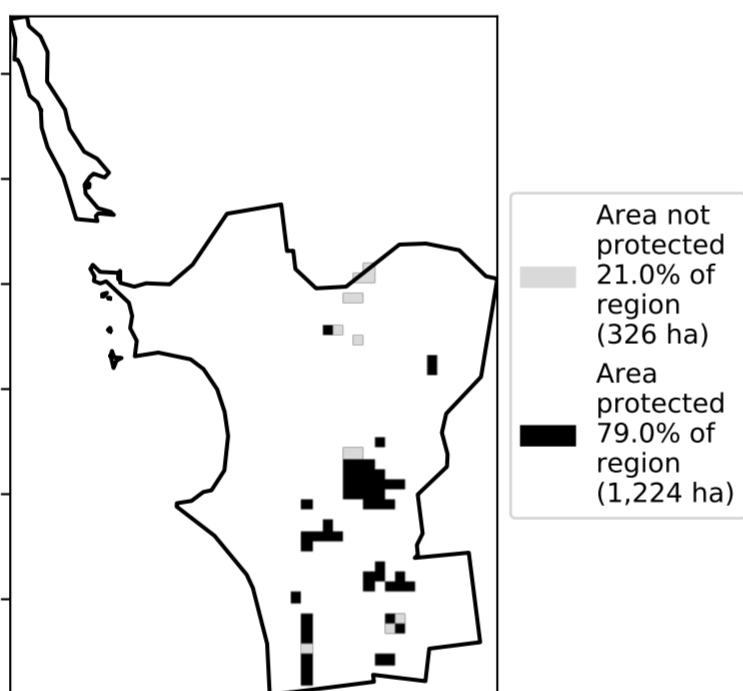 Area not
protected
21.0% of
region
(326 ha)
Area
protected
79.0% of
region
(1,224 ha)